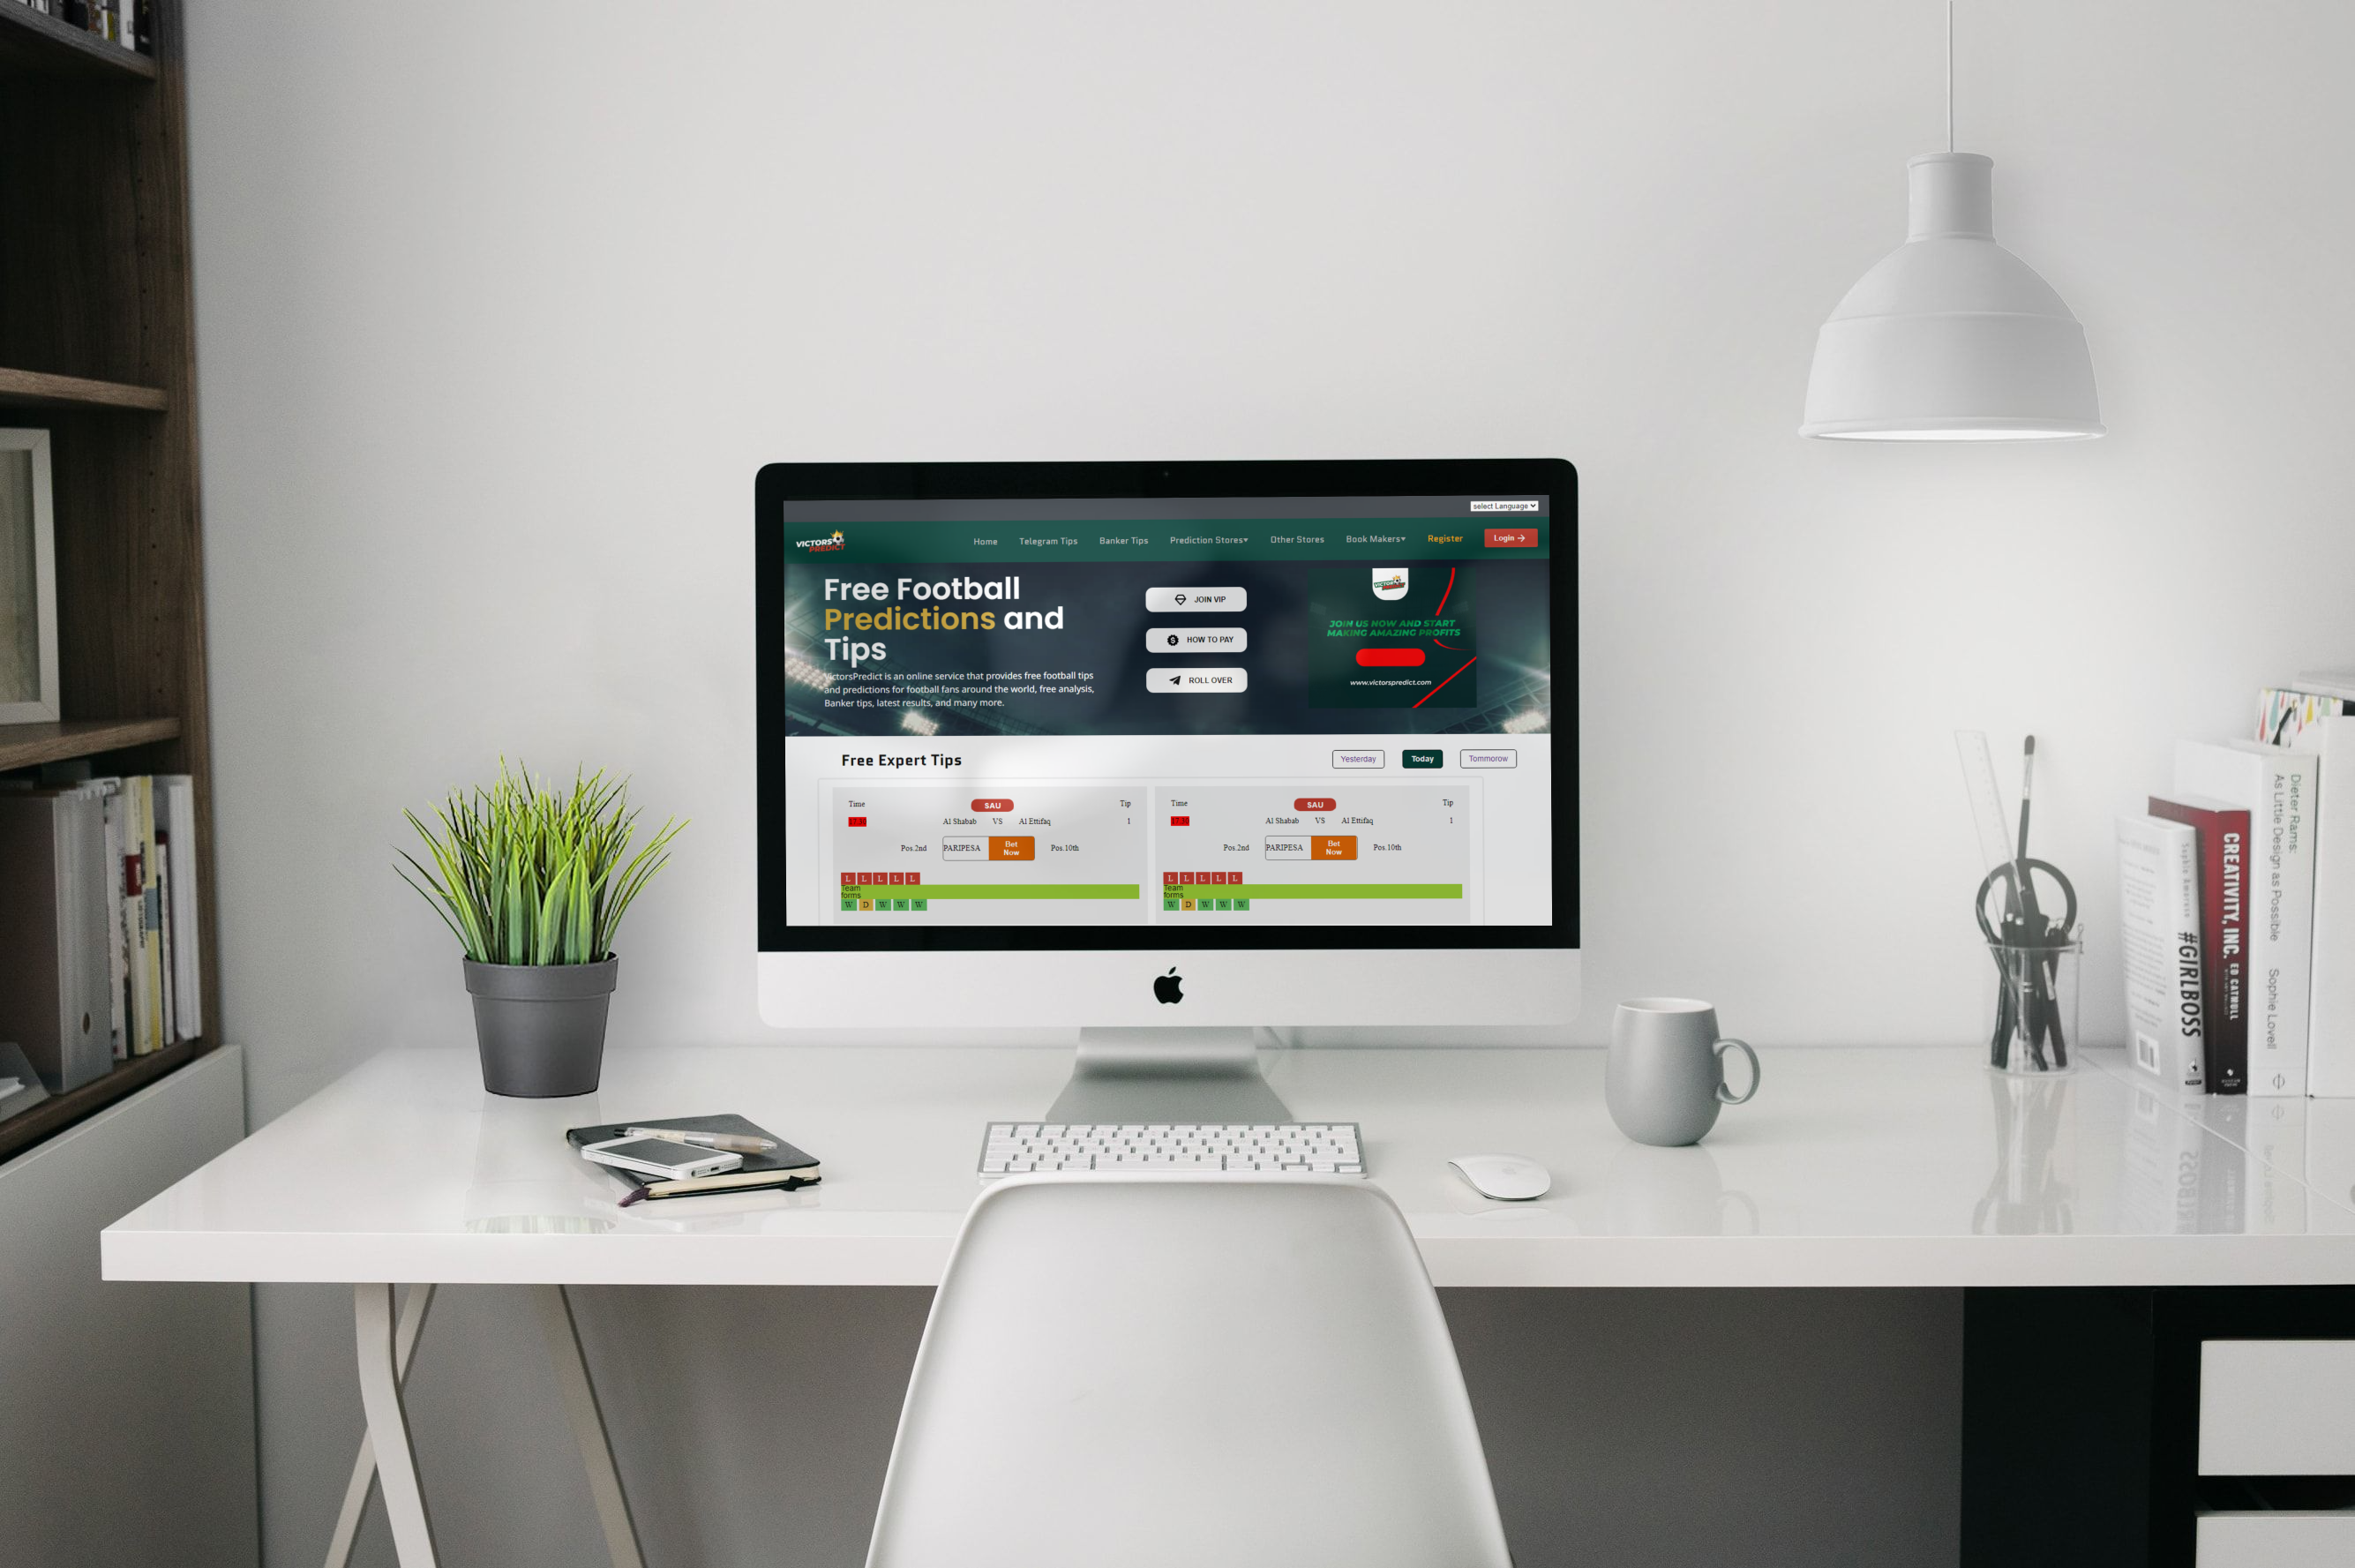 select Language
VICTORS
PREDICT
Home
Telegram Tips
Banker Tips
Prediction Stores
Other Stores
Book Makers
Register
Login
Free Football
Predictions and
Tips
VictorsPredict is an online service that provides free football tips
and predictions for football fans around the world, free analysis,
Banker tips, latest results, and many more.
JOIN VIP
HOW TO PAY
ROLL OVER
JOIN US NOW AND START
MAKING AMAZING PROFITS
www.victorspredict.com
Free Expert Tips
Yesterday
Today
Tommorow
Time
SAU
Tip
Al Shabab VS Al Ettifaq
1
Pos.2nd
PARIPESA
Bet
Now
Pos.10th
L L L L L
Team
forms
W D W W W
Time
SAU
Tip
Al Shabab VS Al Ettifaq
1
Pos.2nd
PARIPESA
Bet
Now
Pos.10th
L L L L L
Team
forms
W D W W W
Sophia Amoruso
#GIRLBOSS
CREATIVITY, INC. ED CATMULL
Dieter Rams:
As Little Design as Possible Sophie Lovell